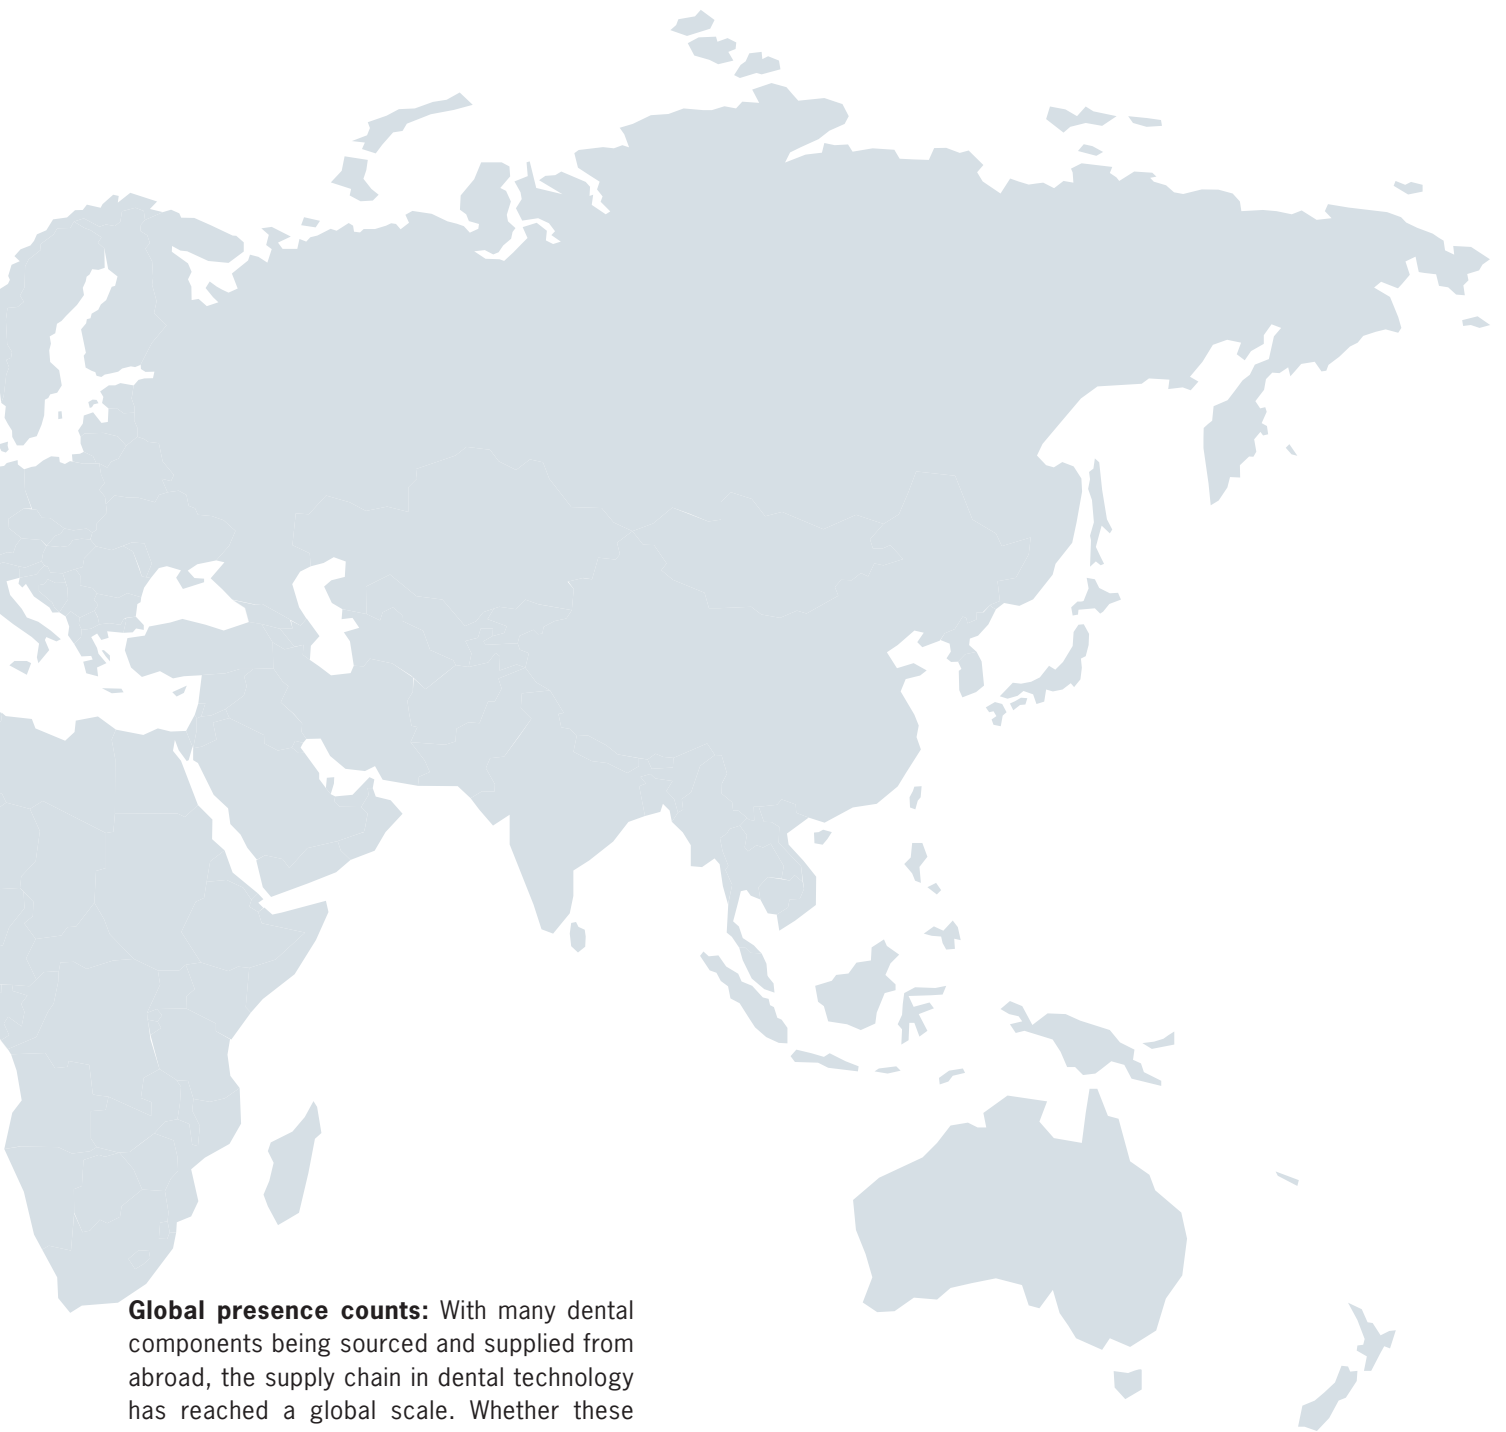 Global presence counts: With many dental
components being sourced and supplied from
abroad, the supply chain in dental technology
has reached a global scale. Whether these